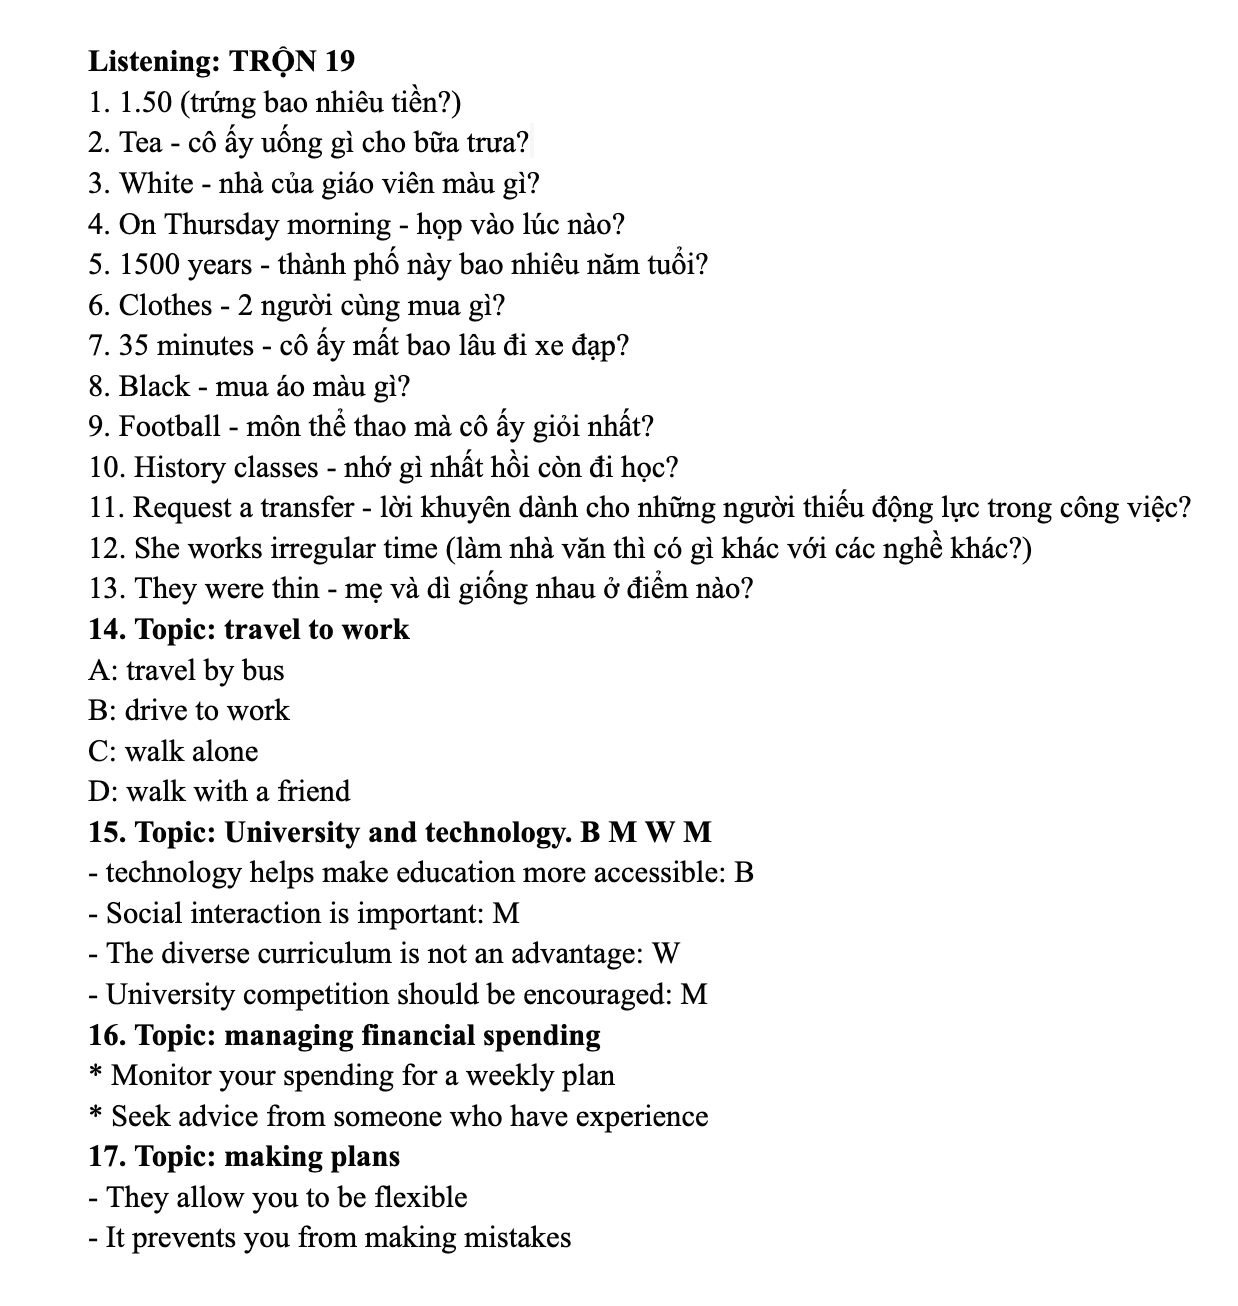 Listening: TRỘN 19
1. 1.50 (trứng bao nhiêu tiền?)
2. Tea - cô ấy uống gì cho bữa trưa?
3. White - nhà của giáo viên màu gì?
4. On Thursday morning - họp vào lúc nào?
5. 1500 years - thành phố này bao nhiêu năm tuổi?
6. Clothes - 2 người cùng mua gì?
7. 35 minutes - cô ấy mất bao lâu đi xe đạp?
8. Black - mua áo màu gì?
9. Football - môn thể thao mà cô ấy giỏi nhất?
10. History classes - nhớ gì nhất hồi còn đi học?
11. Request a transfer - lời khuyên dành cho những người thiếu động lực trong công việc?
12. She works irregular time (làm nhà văn thì có gì khác với các nghề khác?)
13. They were thin - mẹ và dì giống nhau ở điểm nào?
14. Topic: travel to work
A: travel by bus
B: drive to work
C: walk alone
D: walk with a friend
15. Topic: University and technology. B M W M
- technology helps make education more accessible: B
- Social interaction is important: M
- The diverse curriculum is not an advantage: W
- University competition should be encouraged: M
16. Topic: managing financial spending
* Monitor your spending for a weekly plan
* Seek advice from someone who have experience
17. Topic: making plans
- They allow you to be flexible
- It prevents you from making mistakes